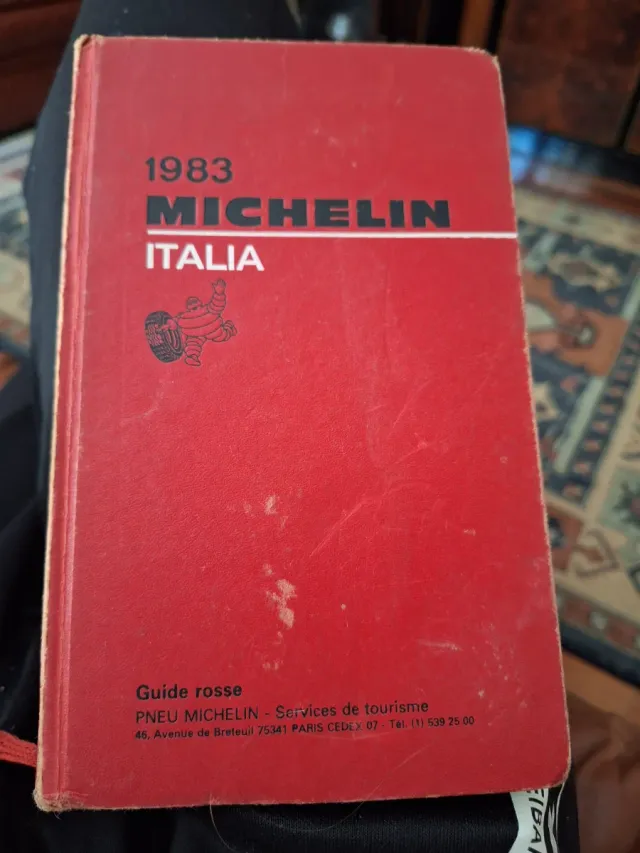 1983
MICHELIN
ITALIA
Guide rosse
PNEU MICHELIN - Services de tourisme
46, Avenue de Breteuil 75341 PARIS CEDEX 07 - Tél. (1) 539 25.00